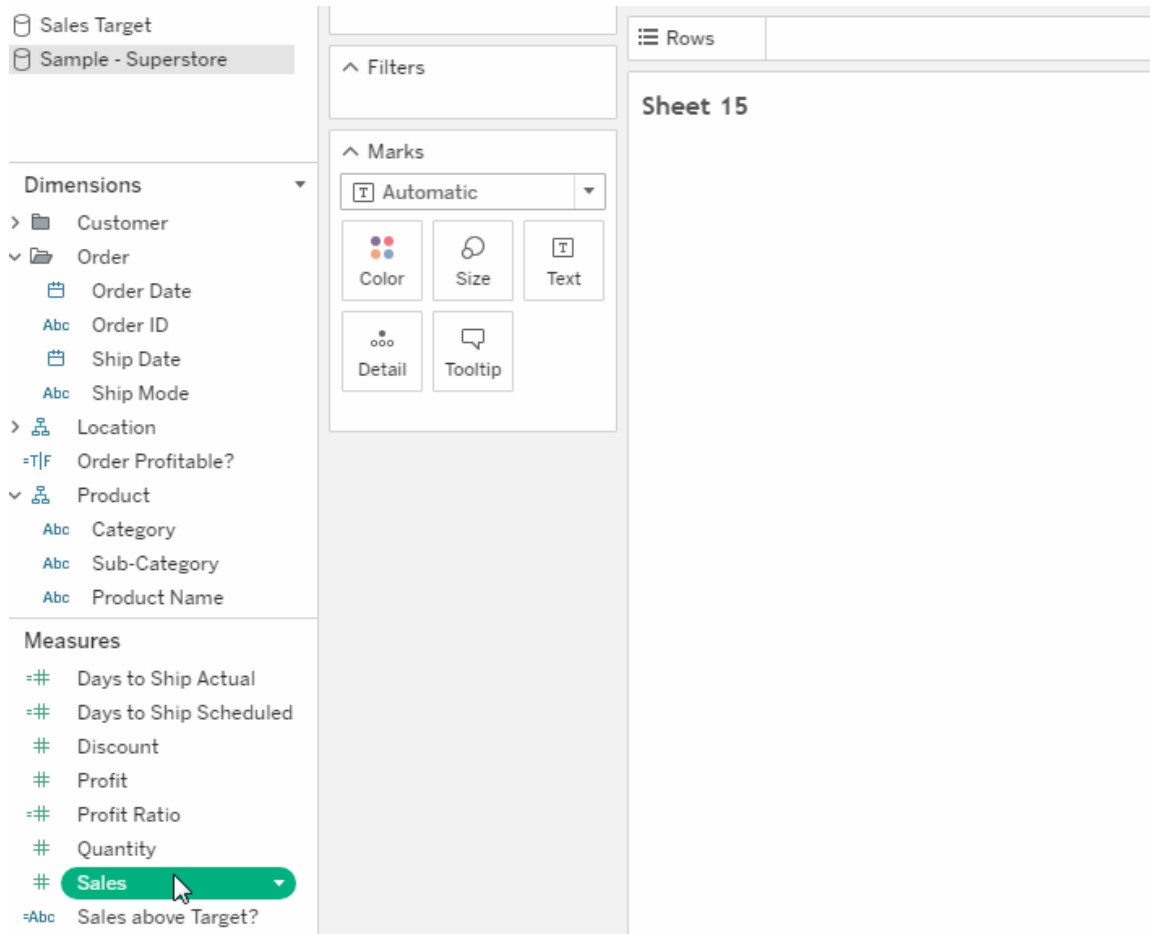 Sales Target
Sample - Superstore
Dimensions
Customer
Order
Order Date
Abc Order ID
Ship Date
Abc Ship Mode
Location
=T|F Order Profitable?
Product
Abc Category
Abc Sub-Category
Abc Product Name
Measures
=# Days to Ship Actual
=# Days to Ship Scheduled
# Discount
# Profit
=# Profit Ratio
# Quantity
# Sales
=Abc Sales above Target?
Filters
Marks
T Automatic
Color
Size
T Text
Detail
Tooltip
Rows
Sheet 15